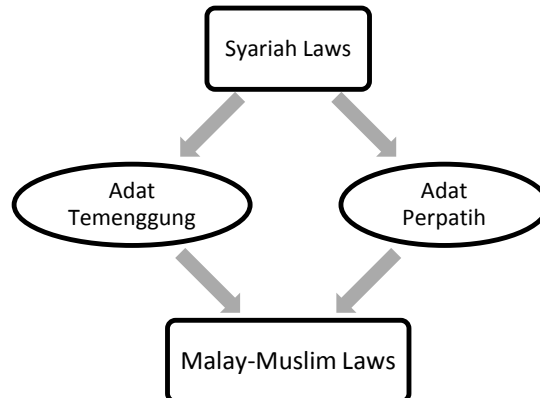 Syariah Laws
Adat
Temenggung
Adat
Perpatih
Malay-Muslim Laws